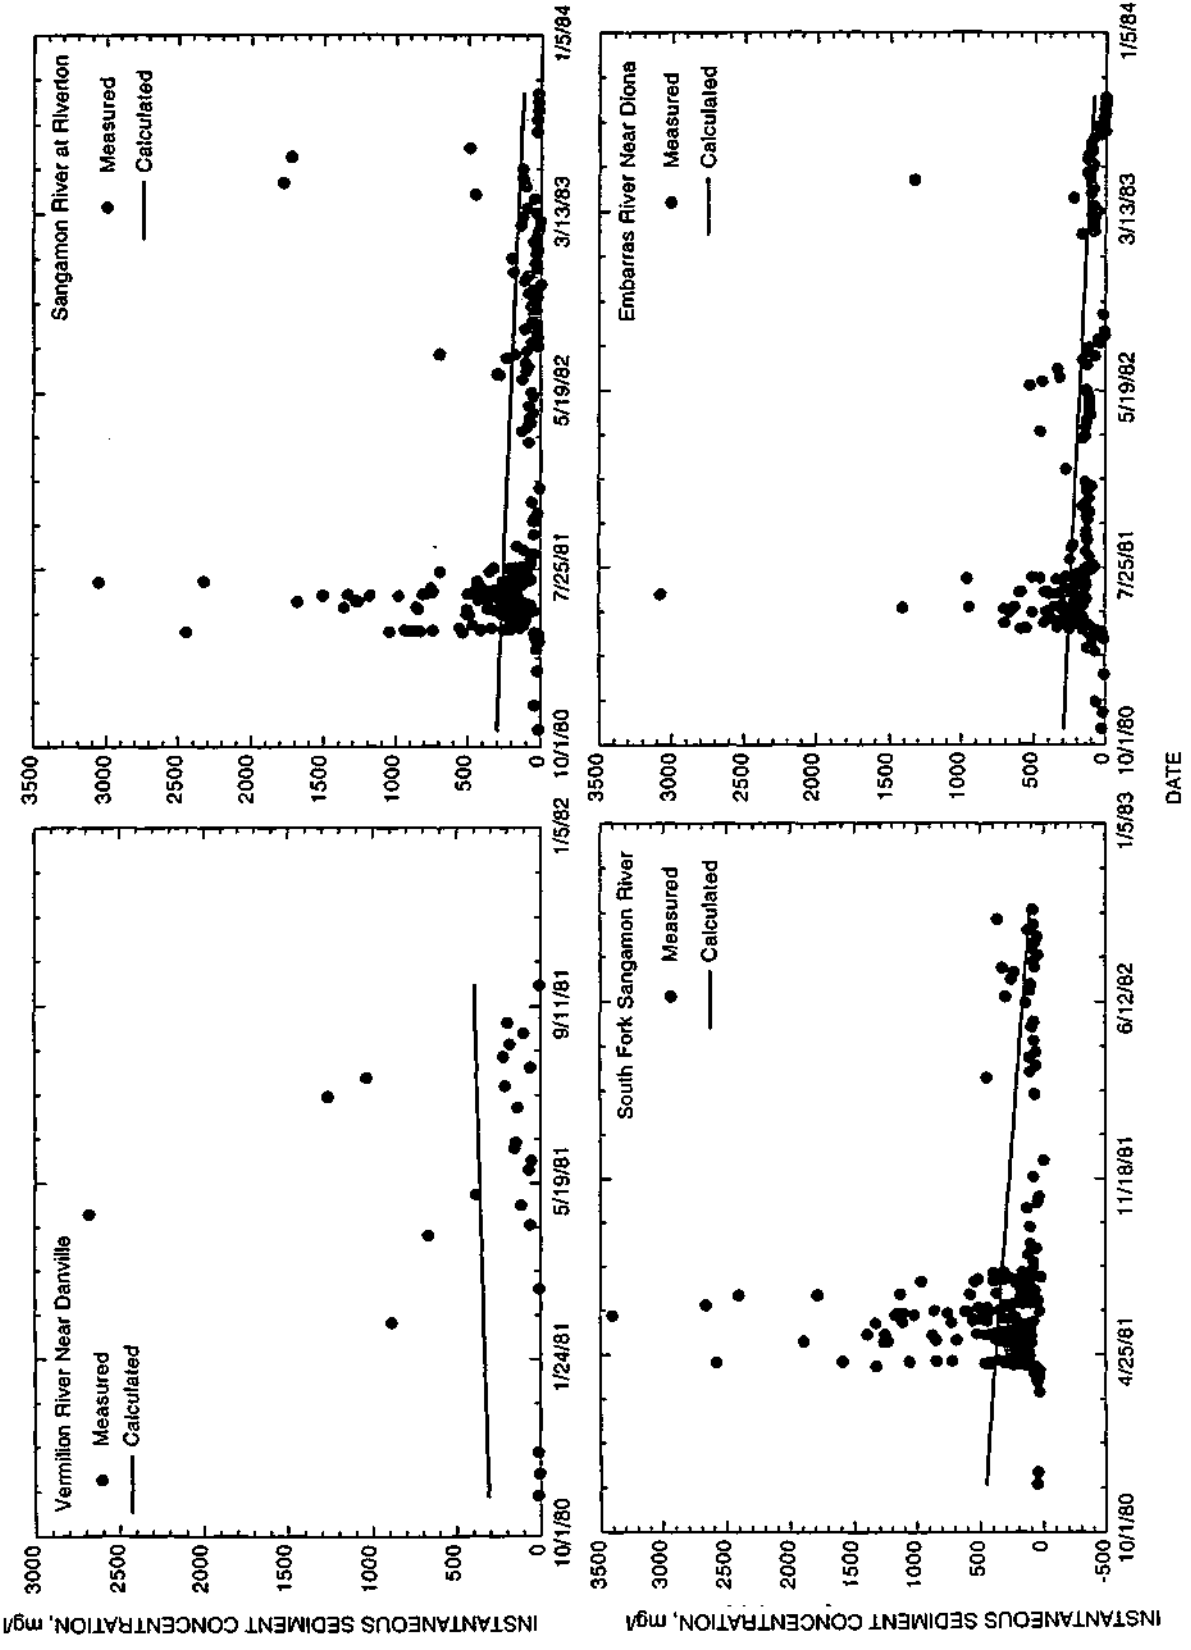 INSTANTANEOUS SEDIMENT CONCENTRATION, mg/l
3000
2500
2000
1500
1000
500
0
Vermilion River Near Danville
Measured
Calculated
10/1/80 1/24/81 5/19/81 9/11/81 1/5/82
3500
3000
2500
2000
1500
1000
500
0
Sangamon River at Riverton
Measured
Calculated
10/1/80 7/25/81 5/19/82 3/13/83 1/5/84
INSTANTANEOUS SEDIMENT CONCENTRATION, mg/l
3500
3000
2500
2000
1500
1000
500
0
-500
South Fork Sangamon River
Measured
Calculated
10/1/80 4/25/81 11/18/81 6/12/82 1/5/83
3500
3000
2500
2000
1500
1000
500
0
Embarras River Near Diona
Measured
Calculated
10/1/80 7/25/81 5/19/82 3/13/83 1/5/84
DATE